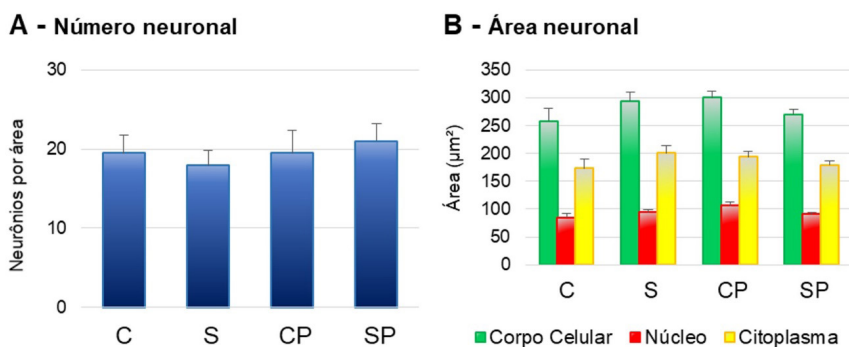 A - Número neuronal
Neurônios por área
30
20
10
0
C S CP SP
B - Área neuronal
Área (µm²)
350
300
250
200
150
100
50
0
C S CP SP
Corpo Celular Núcleo Citoplasma